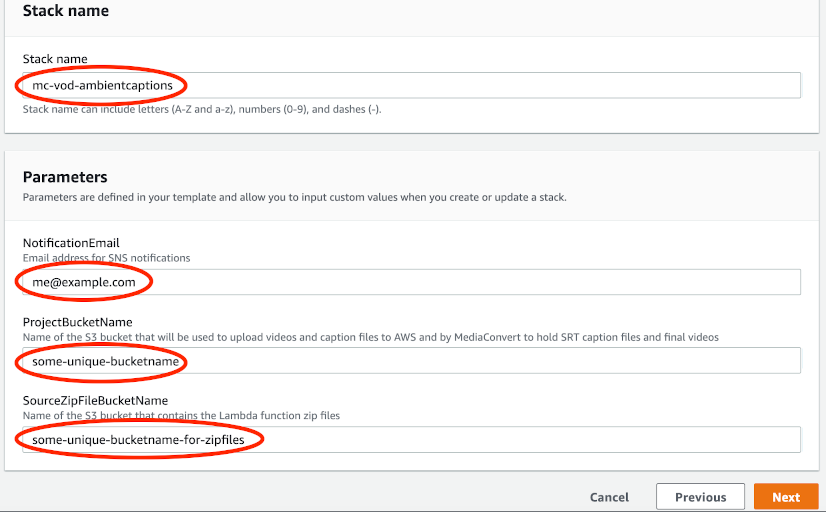 Stack name
Stack name
mc-vod-ambientcaptions
Stack name can include letters (A-Z and a-z), numbers (0-9), and dashes (-).
Parameters
Parameters are defined in your template and allow you to input custom values when you create or update a stack.
NotificationEmail
Email address for SNS notifications
me@example.com
ProjectBucketName
Name of the S3 bucket that will be used to upload videos and caption files to AWS and by MediaConvert to hold SRT caption files and final videos
some-unique-bucketname
SourceZipFileBucketName
Name of the S3 bucket that contains the Lambda function zip files
some-unique-bucketname-for-zipfiles
Cancel Previous Next